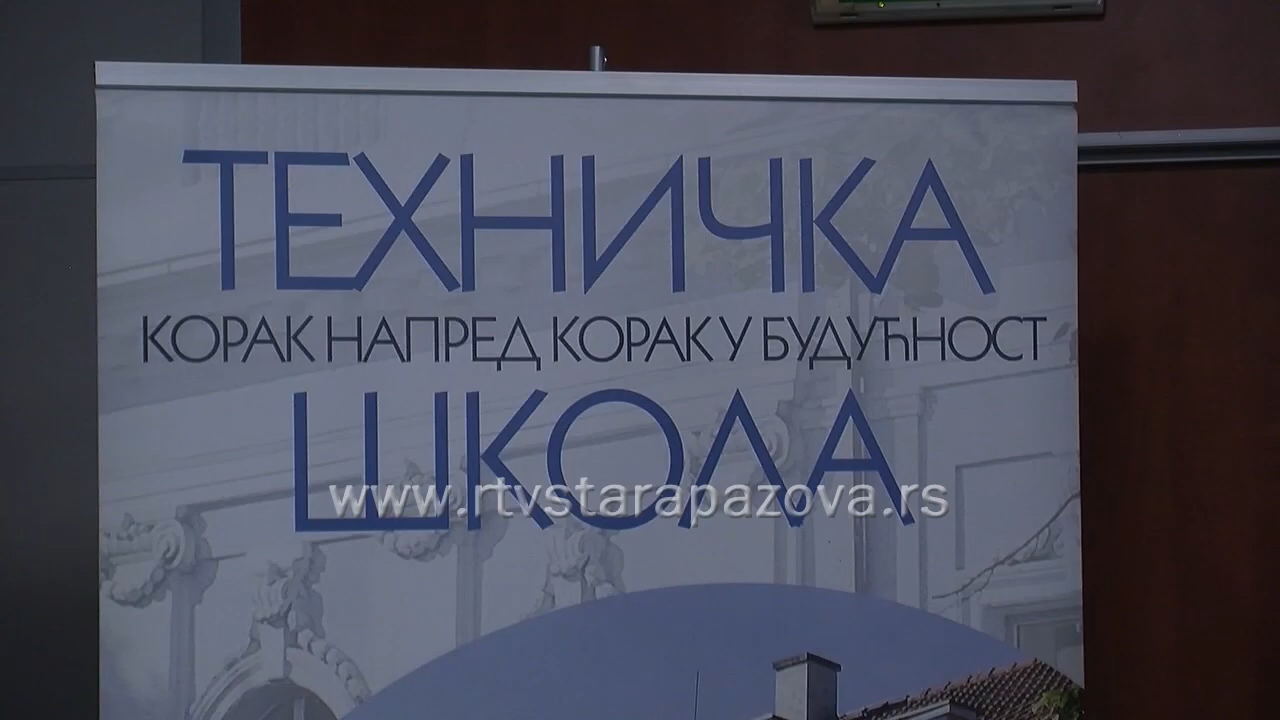 ТЕХНИЧКА
КОРАК НАПРЕД КОРАК У БУДУЋНОСТ
ШКОЛА
www.rtvstarapazova.rs